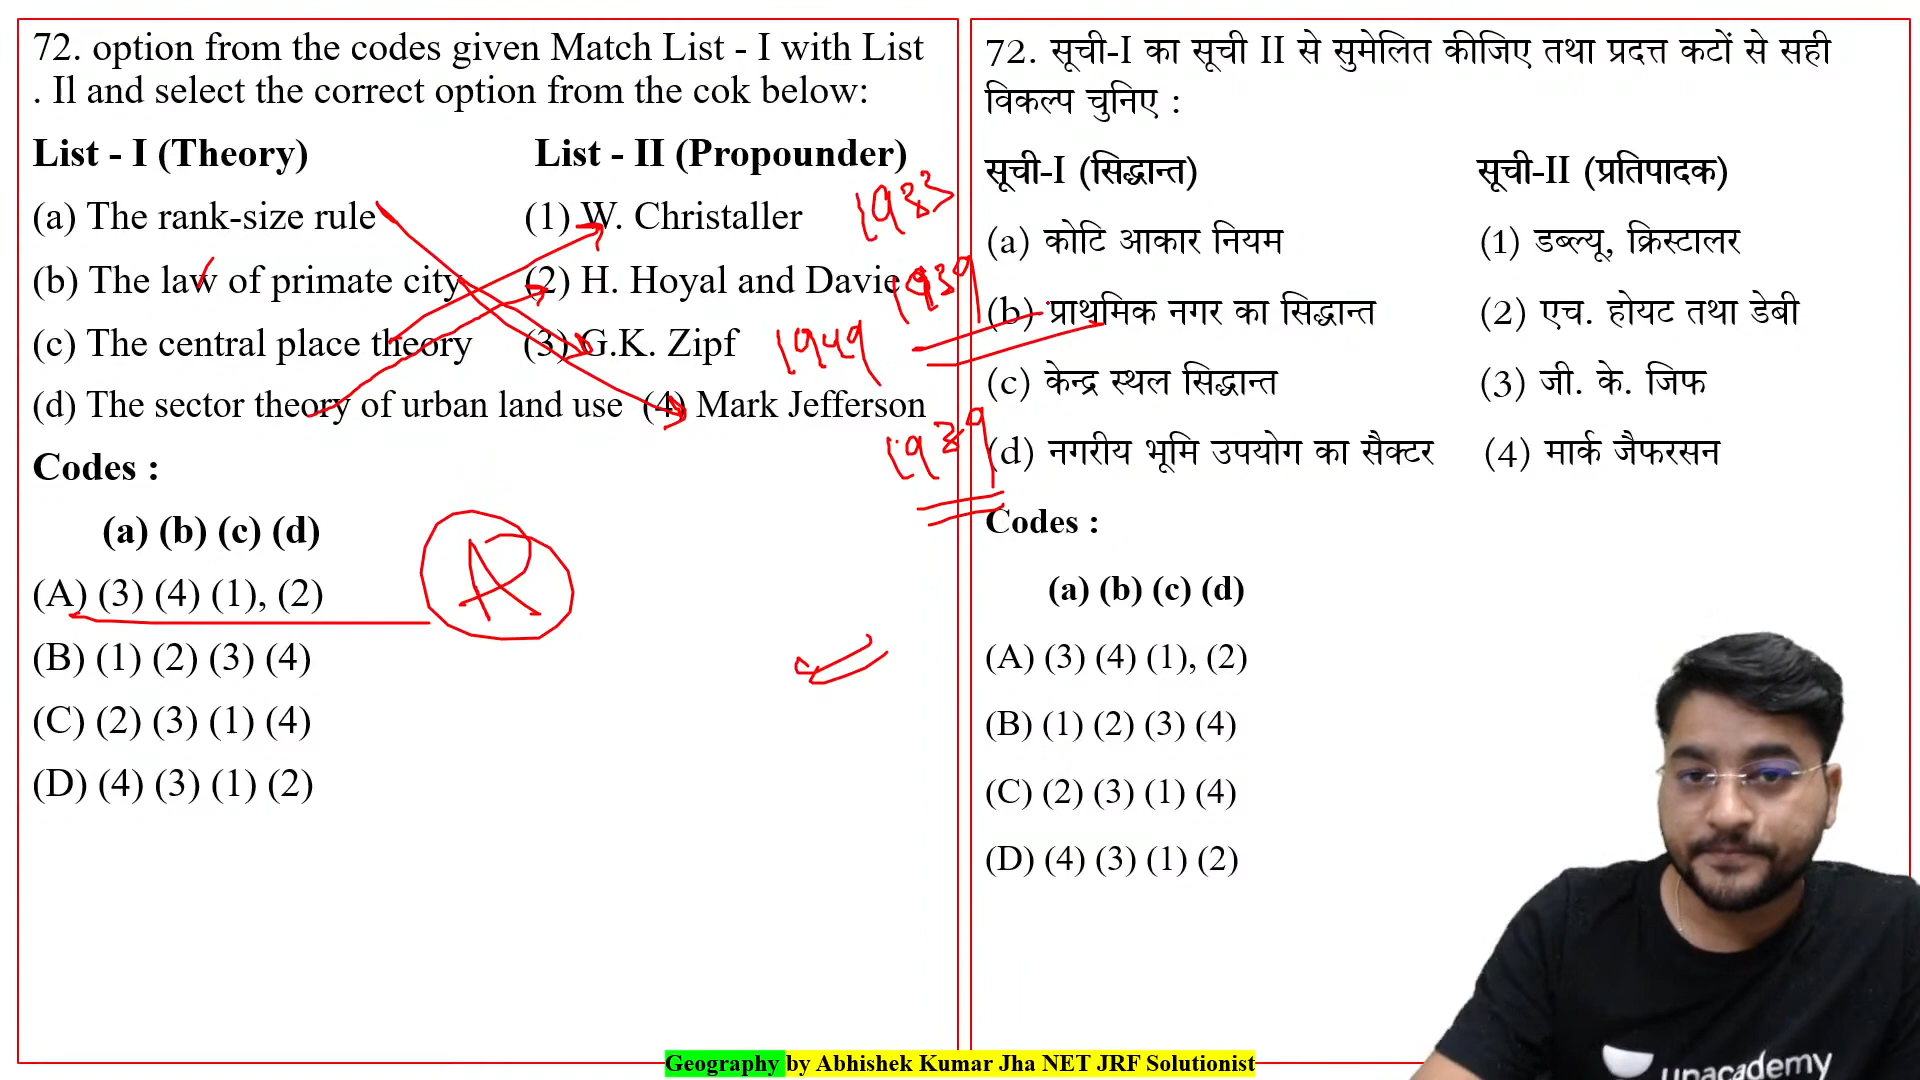 72. option from the codes given Match List - I with List
. Il and select the correct option from the cok below:
List - I (Theory) List - II (Propounder)
(a) The rank-size rule (1) W. Christaller 1933
(b) The law of primate city (2) H. Hoyal and Davie 1939
(c) The central place theory (3) G.K. Zipf 1949
(d) The sector theory of urban land use (4) Mark Jefferson
1939
Codes :
(a) (b) (c) (d)
(A) (3) (4) (1), (2) A
(B) (1) (2) (3) (4)
(C) (2) (3) (1) (4)
(D) (4) (3) (1) (2)
72. सूची-I का सूची II से सुमेलित कीजिए तथा प्रदत्त कटों से सही
विकल्प चुनिए :
सूची-I (सिद्धान्त) सूची-II (प्रतिपादक)
(a) कोटि आकार नियम (1) डब्ल्यू, क्रिस्टालर
(b) प्राथमिक नगर का सिद्धान्त (2) एच. होयट तथा डेबी
(c) केन्द्र स्थल सिद्धान्त (3) जी. के. जिफ
(d) नगरीय भूमि उपयोग का सैक्टर (4) मार्क जैफरसन
Codes :
(a) (b) (c) (d)
(A) (3) (4) (1), (2)
(B) (1) (2) (3) (4)
(C) (2) (3) (1) (4)
(D) (4) (3) (1) (2)
unacademy
Geography by Abhishek Kumar Jha NET JRF Solutionist